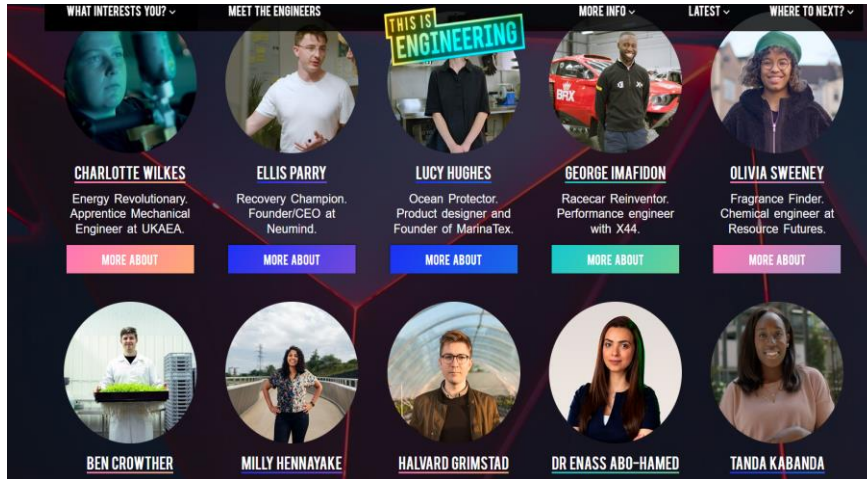 WHAT INTERESTS YOU?
MEET THE ENGINEERS
THIS IS
ENGINEERING
MORE INFO
LATEST
WHERE TO NEXT?
BRX
CHARLOTTE WILKES
Energy Revolutionary.
Apprentice Mechanical
Engineer at UKAEA.
MORE ABOUT
ELLIS PARRY
Recovery Champion.
Founder/CEO at
Neumind.
MORE ABOUT
LUCY HUGHES
Ocean Protector.
Product designer and
Founder of MarinaTex.
MORE ABOUT
GEORGE IMAFIDON
Racecar Reinventor.
Performance engineer
with X44.
MORE ABOUT
OLIVIA SWEENEY
Fragrance Finder.
Chemical engineer at
Resource Futures.
MORE ABOUT
BEN CROWTHER
MILLY HENNAYAKE
HALVARD GRIMSTAD
DR ENASS ABO-HAMED
TANDA KABANDA